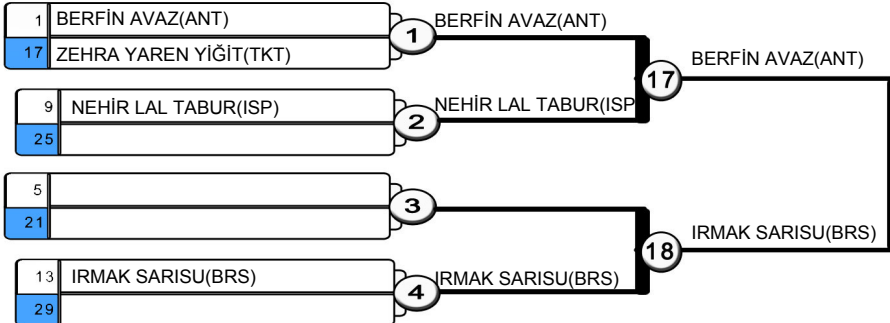 1 BERFİN AVAZ(ANT)
17 ZEHRA YAREN YİĞİT(TKT)
1
BERFİN AVAZ(ANT)
9 NEHİR LAL TABUR(ISP)
25
2
NEHİR LAL TABUR(ISP
17
BERFİN AVAZ(ANT)
5
21
3
13 IRMAK SARISU(BRS)
29
4
IRMAK SARISU(BRS)
18
IRMAK SARISU(BRS)